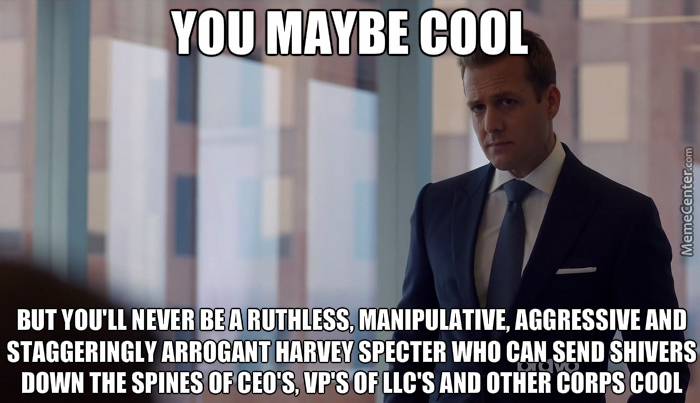 YOU MAYBE COOL
MemeCenter.com
BUT YOU'LL NEVER BE A RUTHLESS, MANIPULATIVE, AGGRESSIVE AND
STAGGERINGLY ARROGANT HARVEY SPECTER WHO CAN SEND SHIVERS
DOWN THE SPINES OF CEO'S, VP'S OF LLC'S AND OTHER CORPS COOL
bravo